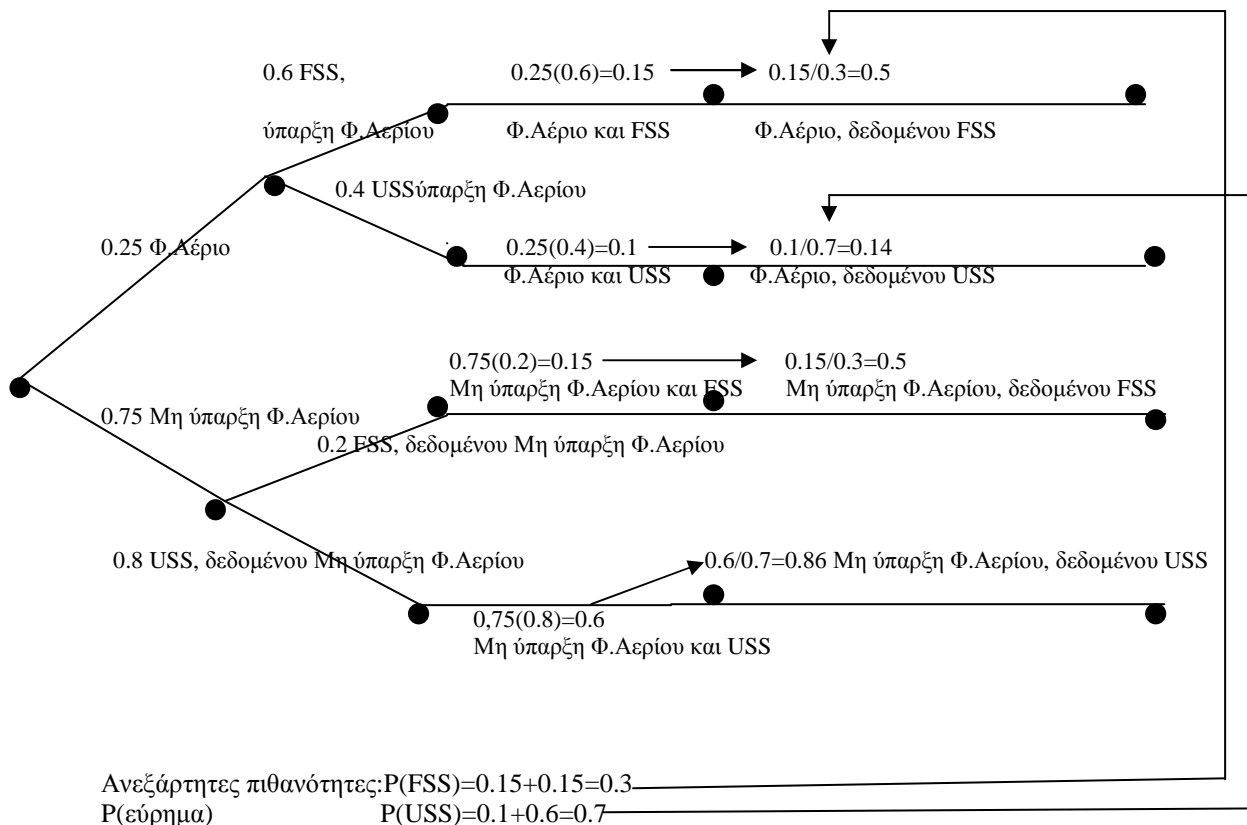 0.6 FSS,
ύπαρξη Φ.Αερίου
0.25(0.6)=0.15
Φ.Αέριο και FSS
0.15/0.3=0.5
Φ.Αέριο, δεδομένου FSS
0.4 USSύπαρξη Φ.Αερίου
0.25 Φ.Αέριο
0.25(0.4)=0.1
Φ.Αέριο και USS
0.1/0.7=0.14
Φ.Αέριο, δεδομένου USS
0.75(0.2)=0.15
Μη ύπαρξη Φ.Αερίου και FSS
0.15/0.3=0.5
Μη ύπαρξη Φ.Αερίου, δεδομένου FSS
0.75 Μη ύπαρξη Φ.Αερίου
0.2 FSS, δεδομένου Μη ύπαρξη Φ.Αερίου
0.8 USS, δεδομένου Μη ύπαρξη Φ.Αερίου
0.6/0.7=0.86 Μη ύπαρξη Φ.Αερίου, δεδομένου USS
0,75(0.8)=0.6
Μη ύπαρξη Φ.Αερίου και USS
Ανεξάρτητες πιθανότητες:P(FSS)=0.15+0.15=0.3
P(εύρημα) P(USS)=0.1+0.6=0.7